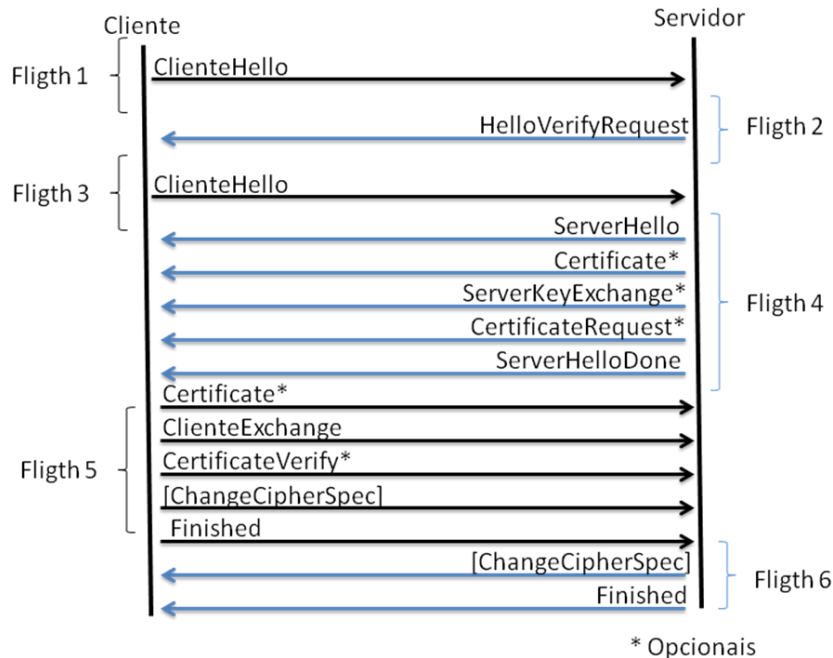 Cliente
Servidor
Fligth 1
ClienteHello
HelloVerifyRequest
Fligth 2
Fligth 3
ClienteHello
ServerHello
Certificate*
ServerKeyExchange*
Fligth 4
CertificateRequest*
ServerHelloDone
Certificate*
ClienteExchange
Fligth 5
CertificateVerify*
[ChangeCipherSpec]
Finished
[ChangeCipherSpec]
Fligth 6
Finished
* Opcionais